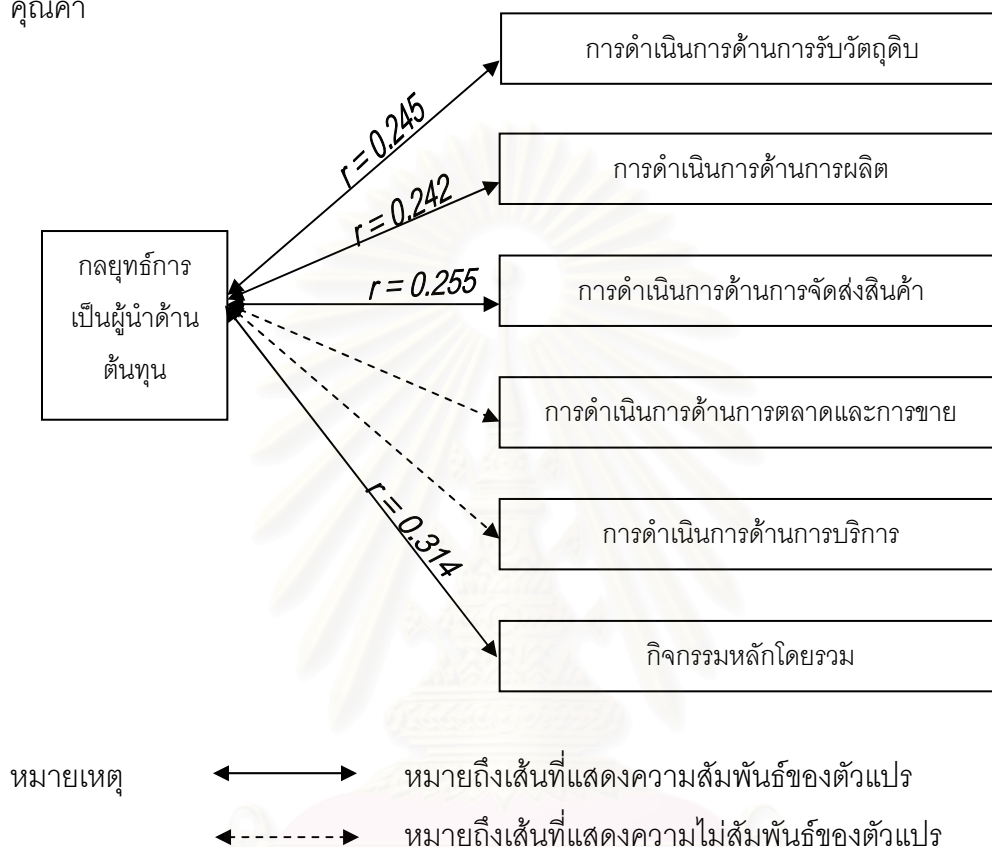 คุณค่า
การดำเนินการด้านการรับวัตถุดิบ
r = 0.245
การดำเนินการด้านการผลิต
r = 0.242
กลยุทธ์การ
เป็นผู้นำด้าน
ต้นทุน
r = 0.255
การดำเนินการด้านการจัดส่งสินค้า
การดำเนินการด้านการตลาดและการขาย
การดำเนินการด้านการบริการ
r = 0.314
กิจกรรมหลักโดยรวม
หมายเหตุ หมายถึงเส้นที่แสดงความสัมพันธ์ของตัวแปร
หมายถึงเส้นที่แสดงความไม่สัมพันธ์ของตัวแปร